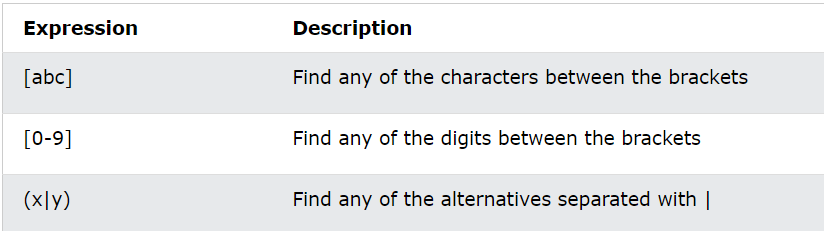 Expression Description
[abc] Find any of the characters between the brackets
[0-9] Find any of the digits between the brackets
(x|y) Find any of the alternatives separated with |